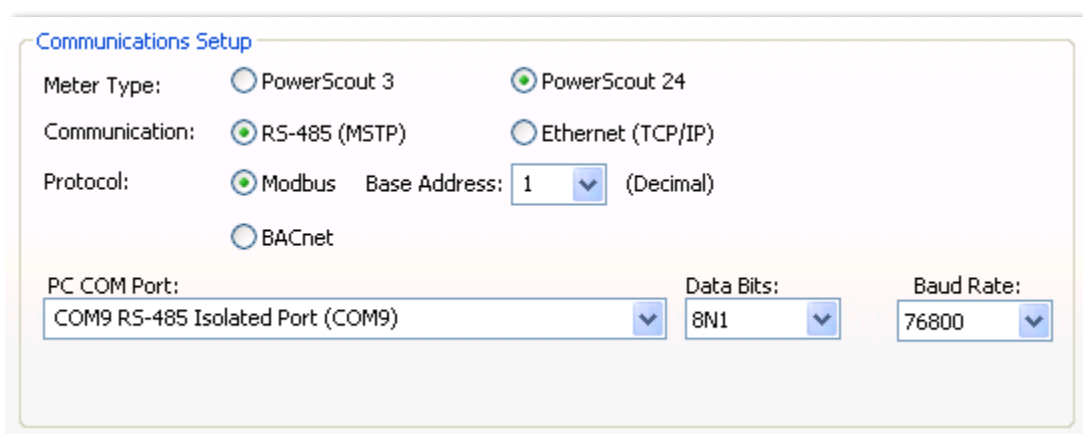 Communications Setup
Meter Type: PowerScout 3 PowerScout 24
Communication: RS-485 (MSTP) Ethernet (TCP/IP)
Protocol: Modbus Base Address: 1 (Decimal)
BACnet
PC COM Port: Data Bits: Baud Rate:
COM9 RS-485 Isolated Port (COM9) 8N1 76800